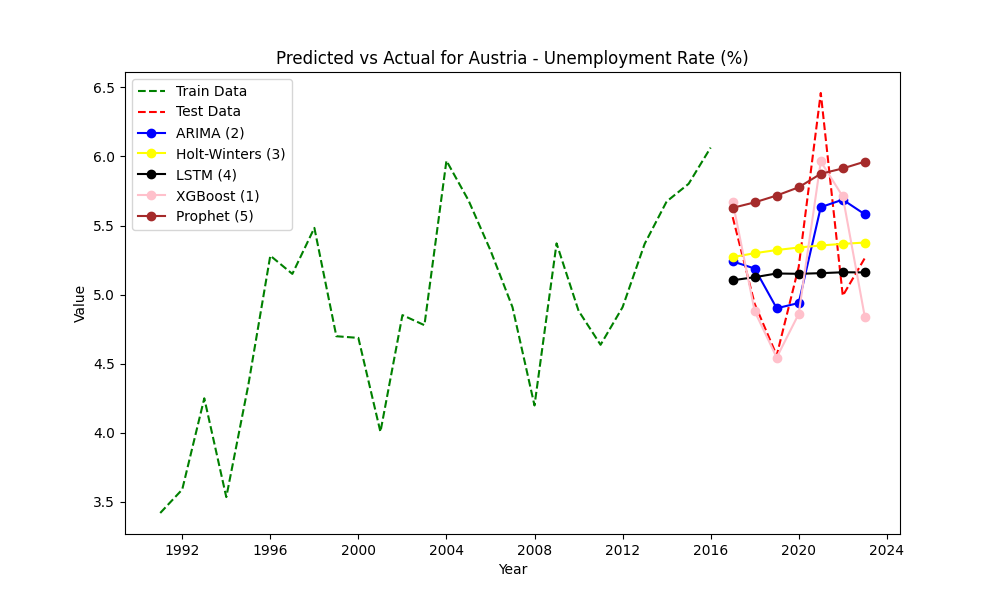 Predicted vs Actual for Austria - Unemployment Rate (%)
Train Data
Test Data
ARIMA (2)
Holt-Winters (3)
LSTM (4)
XGBoost (1)
Prophet (5)
Value
6.5
6.0
5.5
5.0
4.5
4.0
3.5
1992 1996 2000 2004 2008 2012 2016 2020 2024
Year